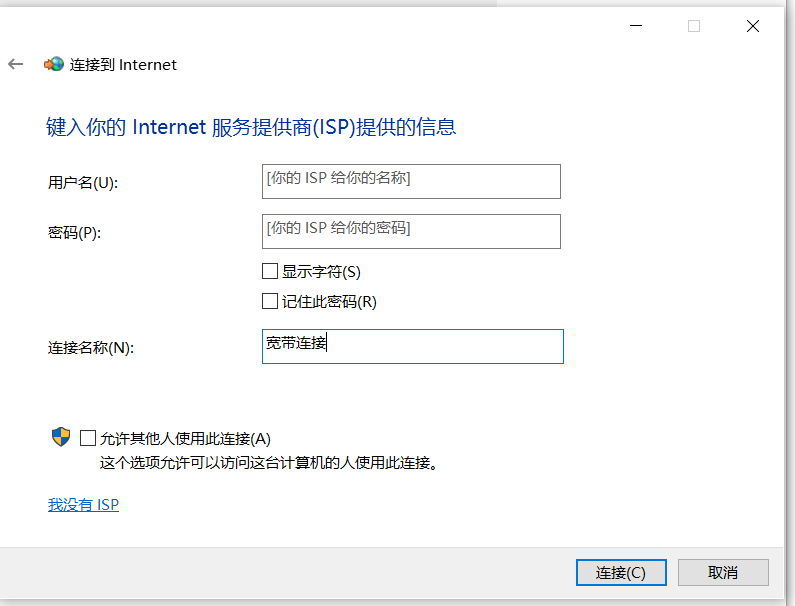 连接到 Internet
键入你的 Internet 服务提供商(ISP)提供的信息
用户名(U):
[你的 ISP 给你的名称]
密码(P):
[你的 ISP 给你的密码]
显示字符(S)
记住此密码(R)
连接名称(N):
宽带连接
允许其他人使用此连接(A)
这个选项允许可以访问这台计算机的人使用此连接。
我没有 ISP
连接(C)
取消